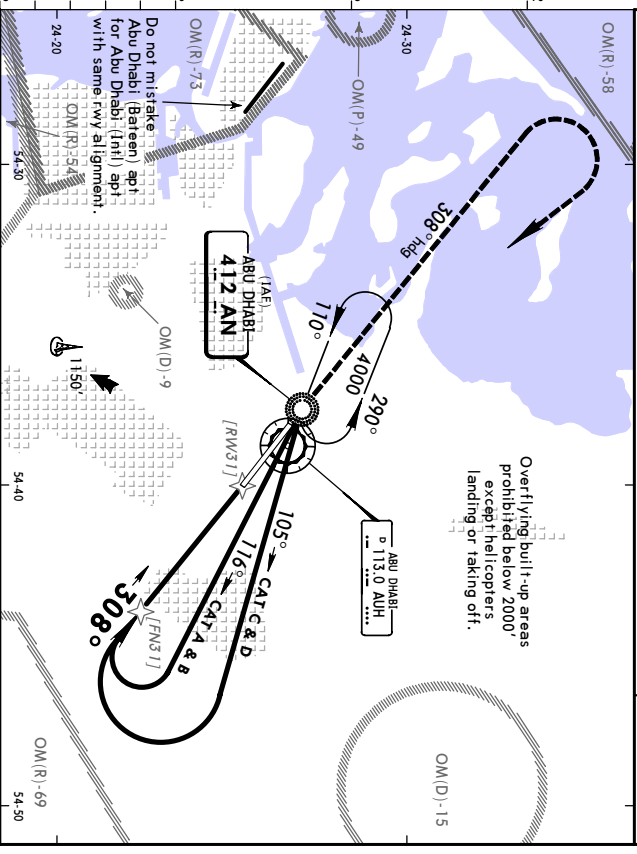 24-20
24-30
OM(R)-73
OM(P)-49
OM(R)-58
Do not mistake
Abu Dhabi (Bateen) apt
for Abu Dhabi (Intl) apt
with same rwy alignment.
OM(R)-54
54-30
308° hdg
(IAF)
ABU DHABI
412 AN
110°
4000
290°
OM(D)-9
1150'
[RW31]
54-40
Overflying built-up areas
prohibited below 2000'
except helicopters
landing or taking off.
ABU DHABI
D 113.0 AUH
105°
CAT C & D
116°
CAT A & B
308°
[FN31]
OM(R)-69
OM(D)-15
54-50